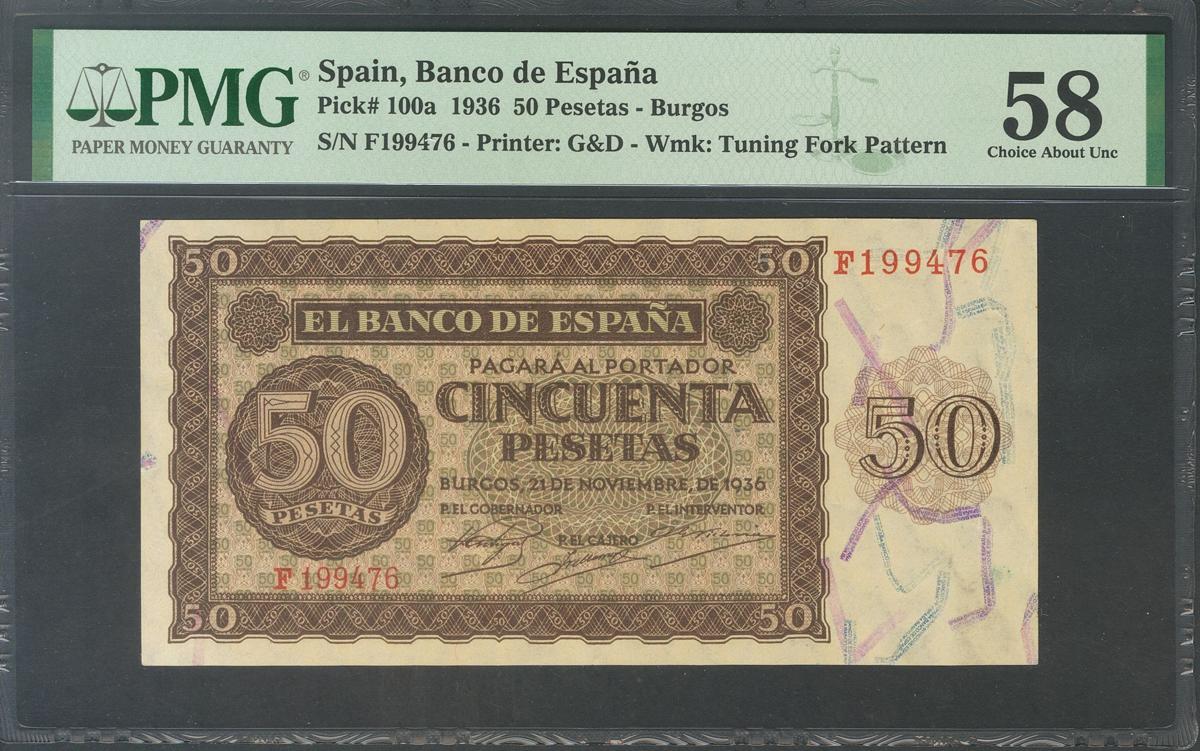 PMG®
PAPER MONEY GUARANTY
Spain, Banco de España
Pick# 100a 1936 50 Pesetas - Burgos
S/N F199476 - Printer: G&D - Wmk: Tuning Fork Pattern
58
Choice About Unc
50
50
F199476
EL BANCO DE ESPAÑA
PAGARÁ AL PORTADOR
CINCUENTA
PESETAS
50
PESETAS
50
BURGOS, 21 DE NOVIEMBRE, DE 1936
P. EL GOBERNADOR
P. EL INTERVENTOR
P. EL CAJERO
F199476
50
50